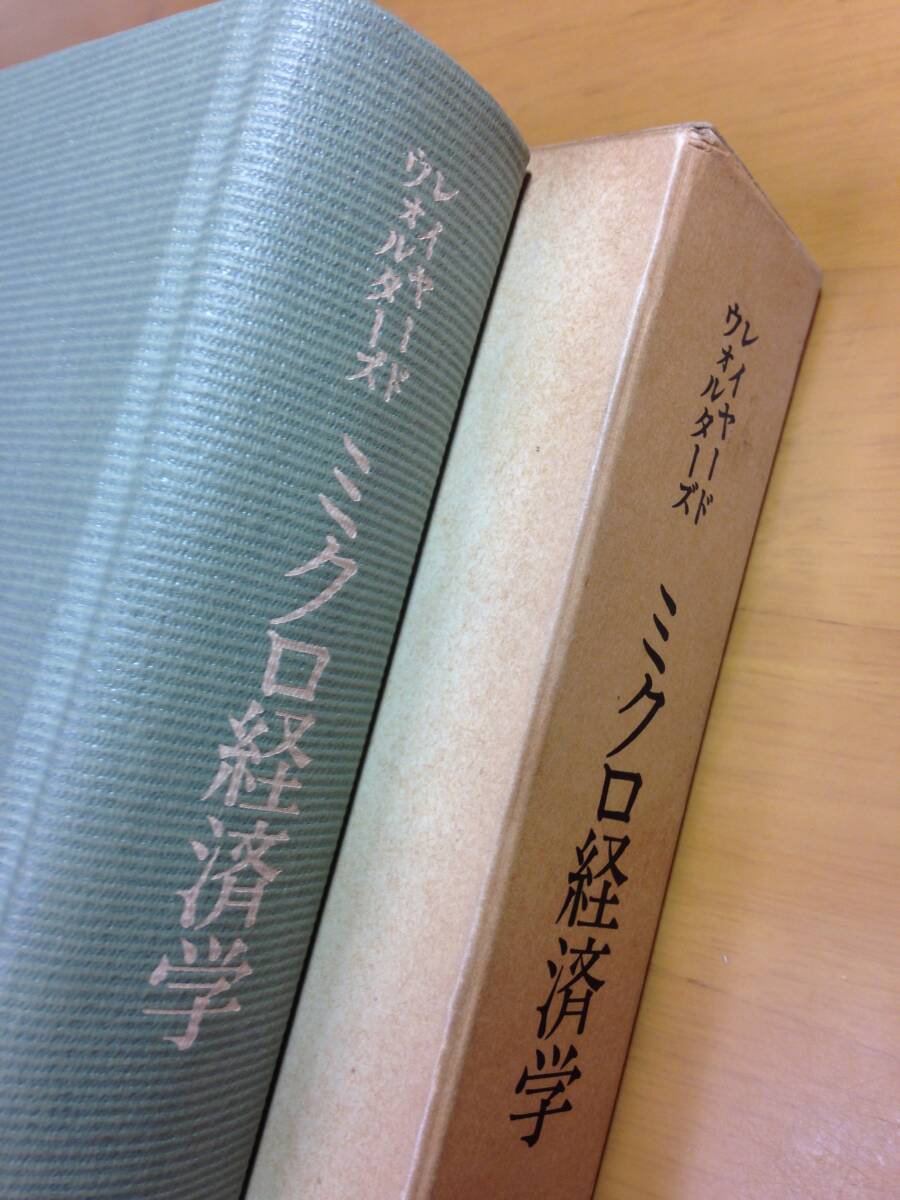 レイヤード
ウォルターズ
ミクロ経済学
レイヤード
ウォルターズ
ミクロ経済学